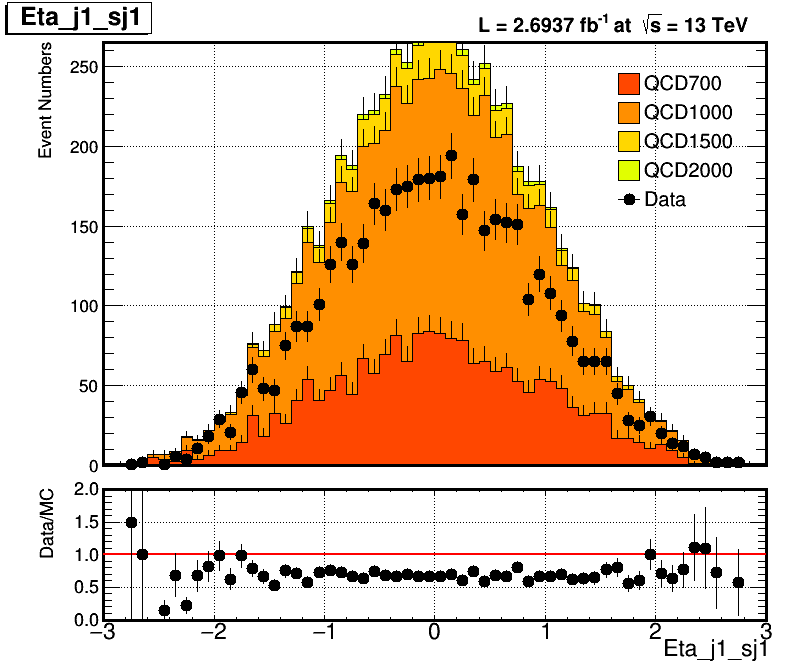 Eta_j1_sj1
L = 2.6937 fb⁻¹ at √s = 13 TeV
Event Numbers
250
200
150
100
50
0
QCD700
QCD1000
QCD1500
QCD2000
Data
Data/MC
2.0
1.5
1.0
0.5
0.0
−3 −2 −1 0 1 2 3
Eta_j1_sj1